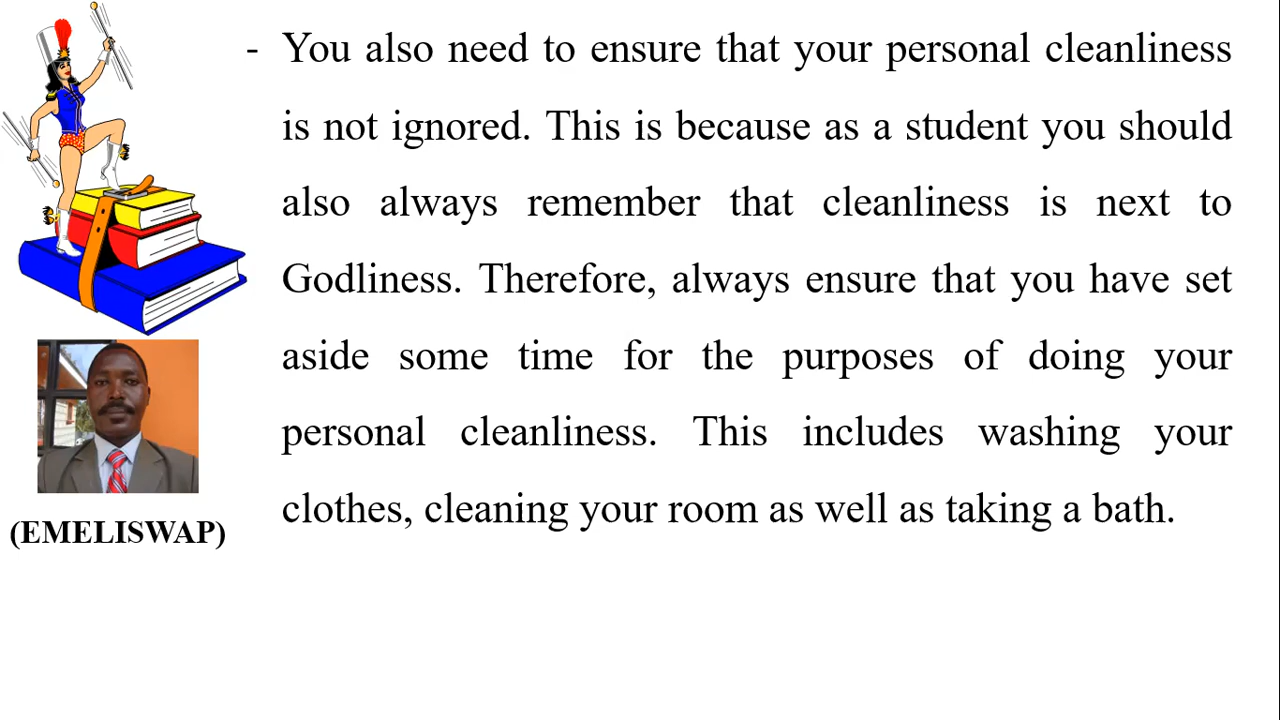 - You also need to ensure that your personal cleanliness
is not ignored. This is because as a student you should
also always remember that cleanliness is next to
Godliness. Therefore, always ensure that you have set
aside some time for the purposes of doing your
personal cleanliness. This includes washing your
clothes, cleaning your room as well as taking a bath.
(EMELISWAP)